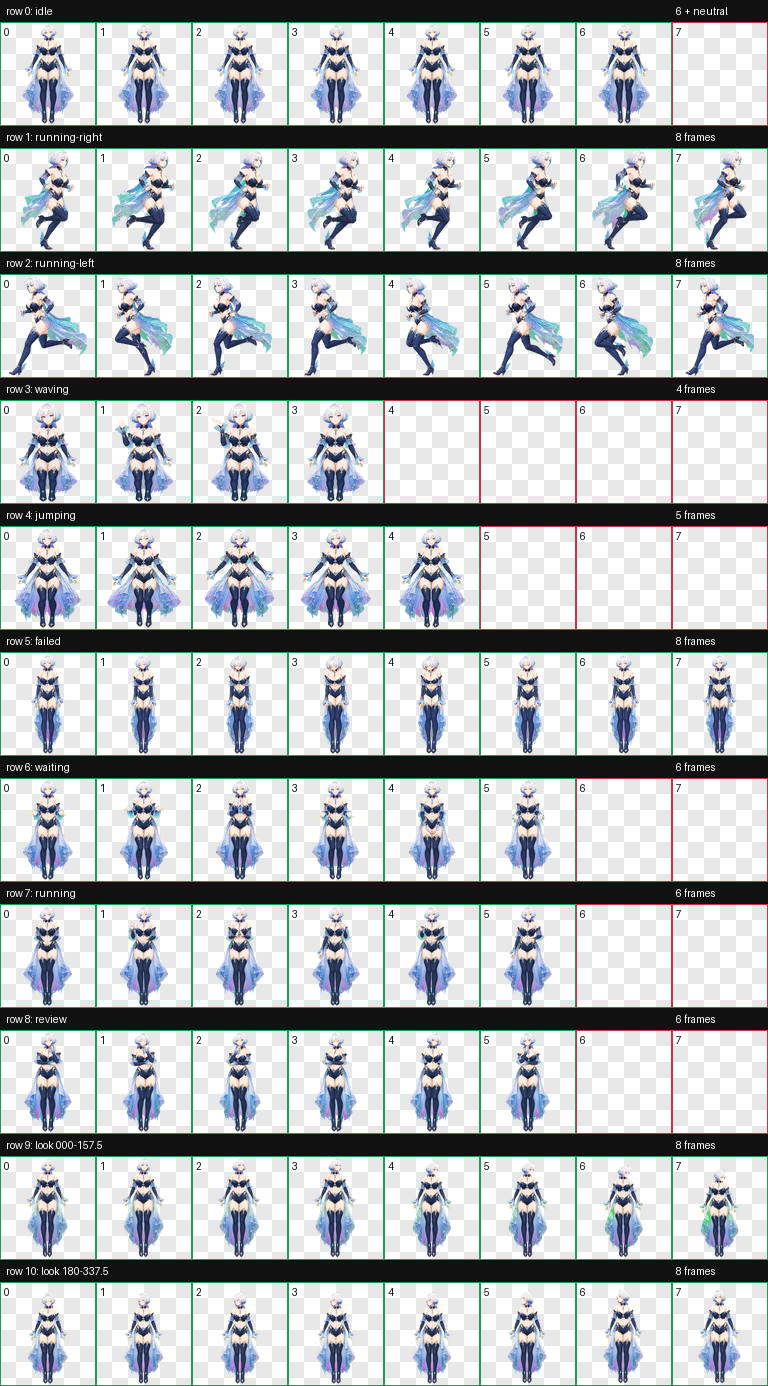 row 0: idle 6 + neutral
0 1 2 3 4 5 6 7
row 1: running-right 8 frames
0 1 2 3 4 5 6 7
row 2: running-left 8 frames
0 1 2 3 4 5 6 7
row 3: waving 4 frames
0 1 2 3 4 5 6 7
row 4: jumping 5 frames
0 1 2 3 4 5 6 7
row 5: failed 8 frames
0 1 2 3 4 5 6 7
row 6: waiting 6 frames
0 1 2 3 4 5 6 7
row 7: running 6 frames
0 1 2 3 4 5 6 7
row 8: review 6 frames
0 1 2 3 4 5 6 7
row 9: look 000-157.5 8 frames
0 1 2 3 4 5 6 7
row 10: look 180-337.5 8 frames
0 1 2 3 4 5 6 7